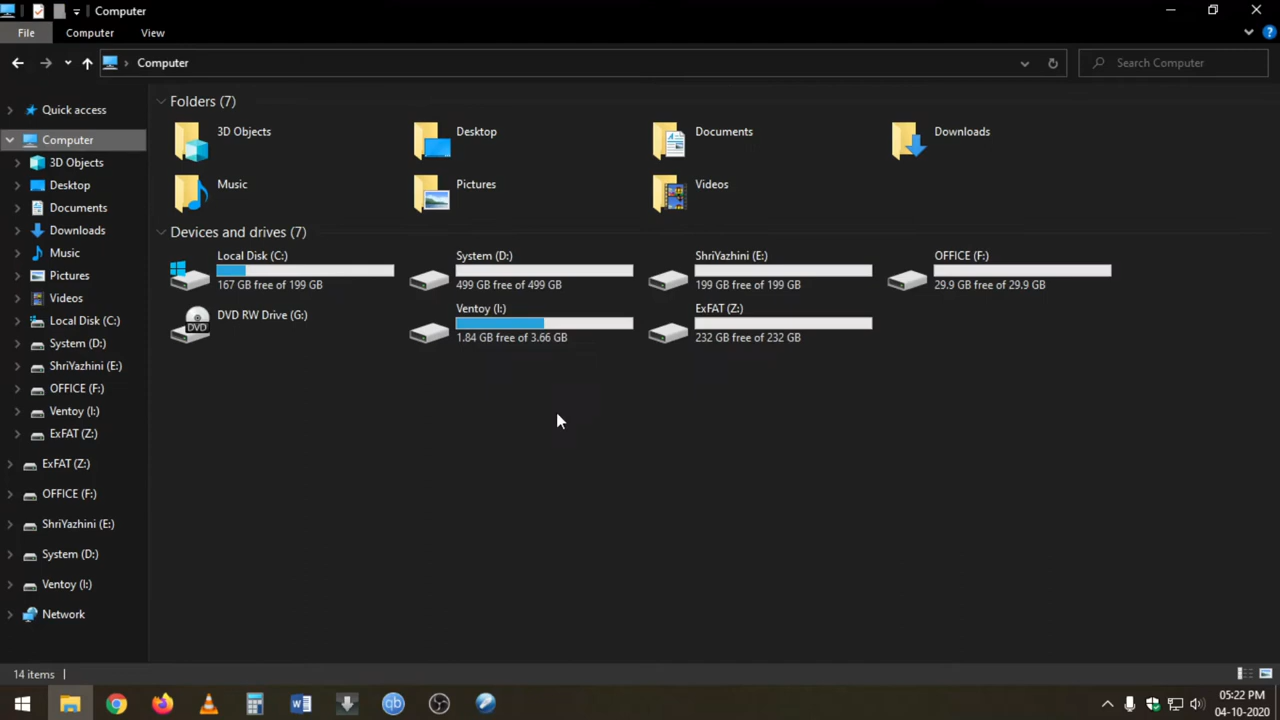 Computer
File Computer View
Computer
Search Computer
Quick access
Computer
3D Objects
Desktop
Documents
Downloads
Music
Pictures
Videos
Local Disk (C:)
System (D:)
ShriYazhini (E:)
OFFICE (F:)
Ventoy (I:)
ExFAT (Z:)
ExFAT (Z:)
OFFICE (F:)
ShriYazhini (E:)
System (D:)
Ventoy (I:)
Network
Folders (7)
3D Objects Desktop Documents Downloads
Music Pictures Videos
Devices and drives (7)
Local Disk (C:) System (D:) ShriYazhini (E:) OFFICE (F:)
167 GB free of 199 GB 499 GB free of 499 GB 199 GB free of 199 GB 29.9 GB free of 29.9 GB
DVD RW Drive (G:) Ventoy (I:) ExFAT (Z:)
DVD 1.84 GB free of 3.66 GB 232 GB free of 232 GB
14 items
qb
05:22 PM
04-10-2020